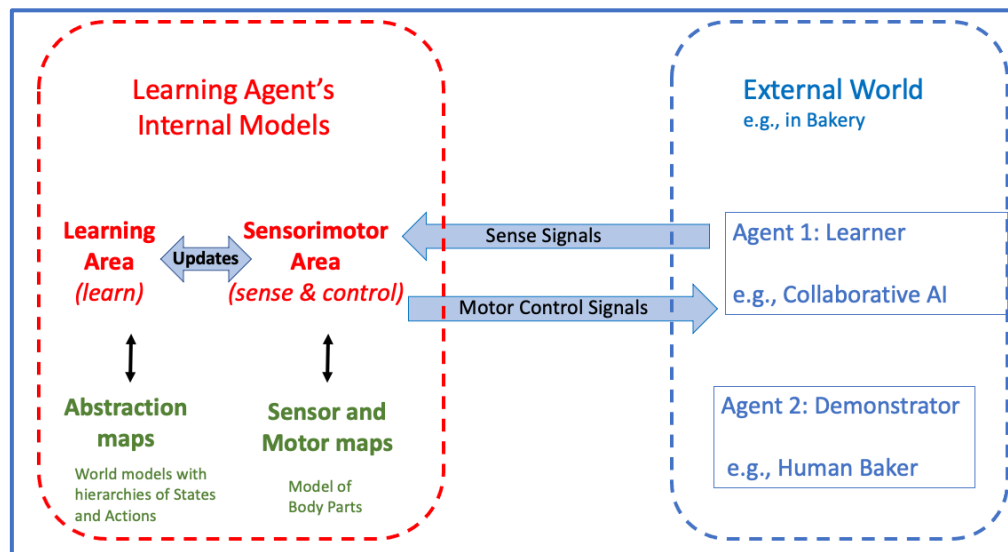 Learning Agent's
Internal Models
External World
e.g., in Bakery
Learning
Area
(learn)
Updates
Sensorimotor
Area
(sense & control)
Sense Signals
Motor Control Signals
Agent 1: Learner
e.g., Collaborative AI
Abstraction
maps
World models with
hierarchies of States
and Actions
Sensor and
Motor maps
Model of
Body Parts
Agent 2: Demonstrator
e.g., Human Baker